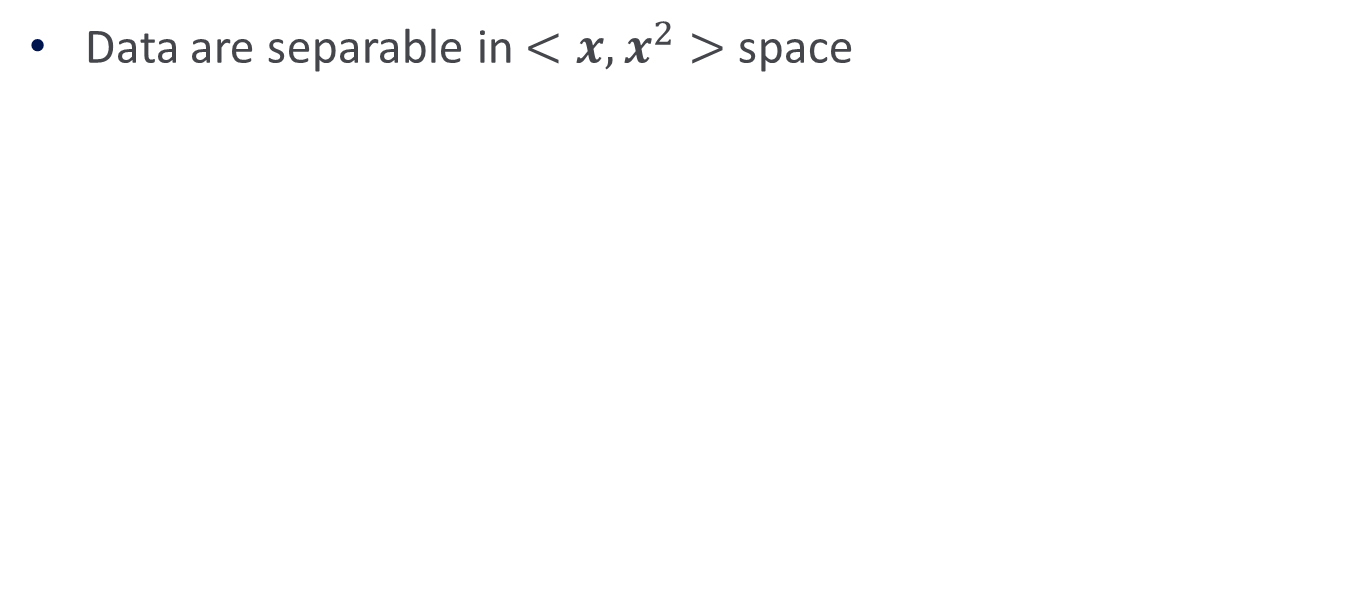 • Data are separable in < x, x² > space